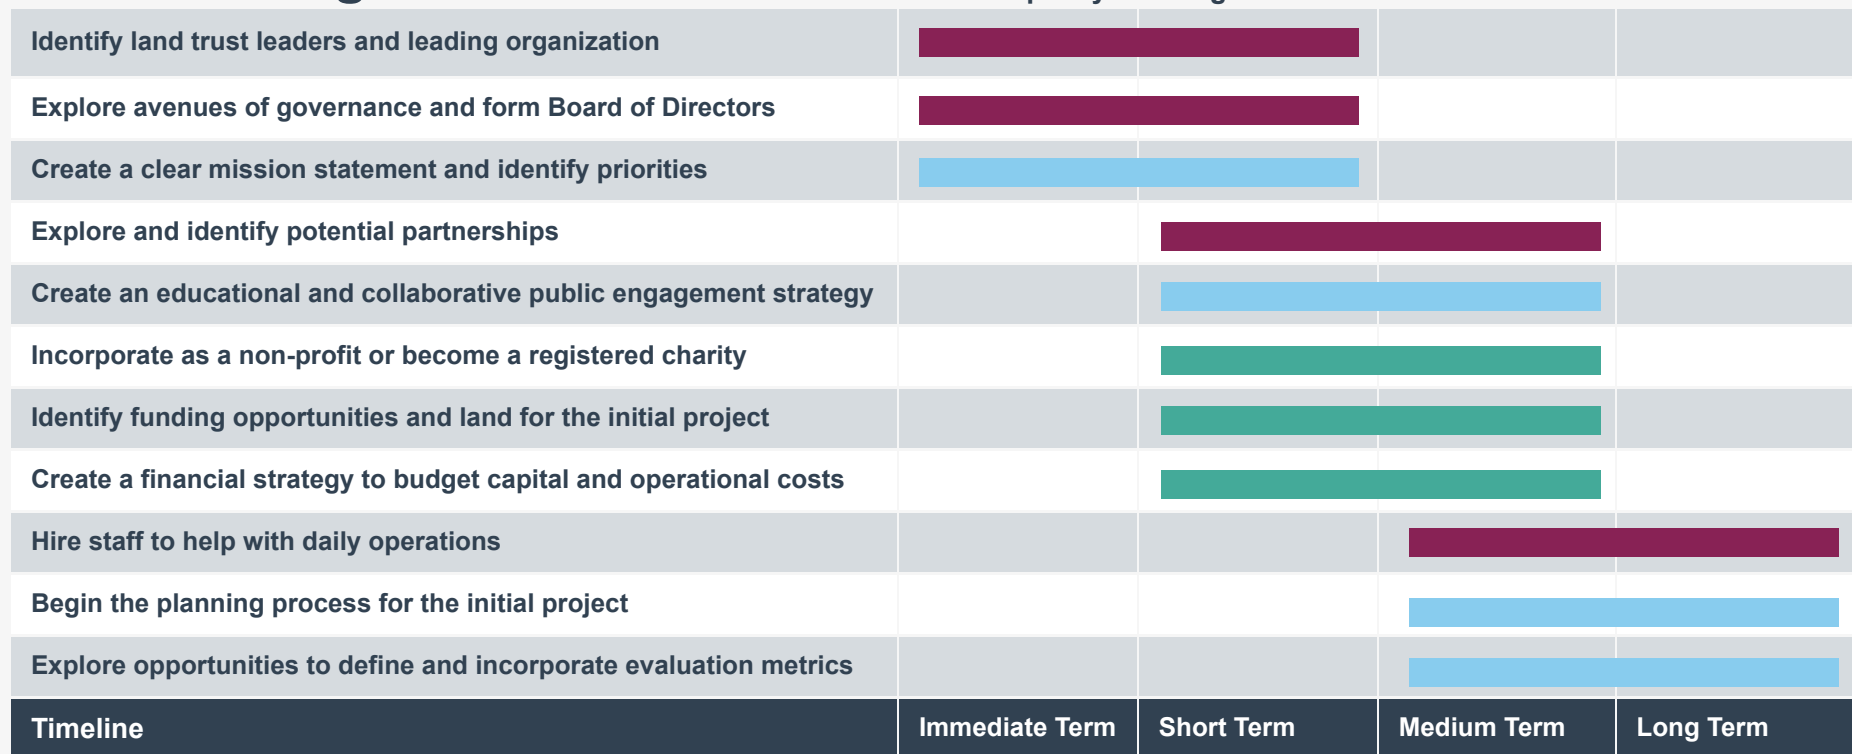 Identify land trust leaders and leading organization
Explore avenues of governance and form Board of Directors
Create a clear mission statement and identify priorities
Explore and identify potential partnerships
Create an educational and collaborative public engagement strategy
Incorporate as a non-profit or become a registered charity
Identify funding opportunities and land for the initial project
Create a financial strategy to budget capital and operational costs
Hire staff to help with daily operations
Begin the planning process for the initial project
Explore opportunities to define and incorporate evaluation metrics
Timeline Immediate Term Short Term Medium Term Long Term